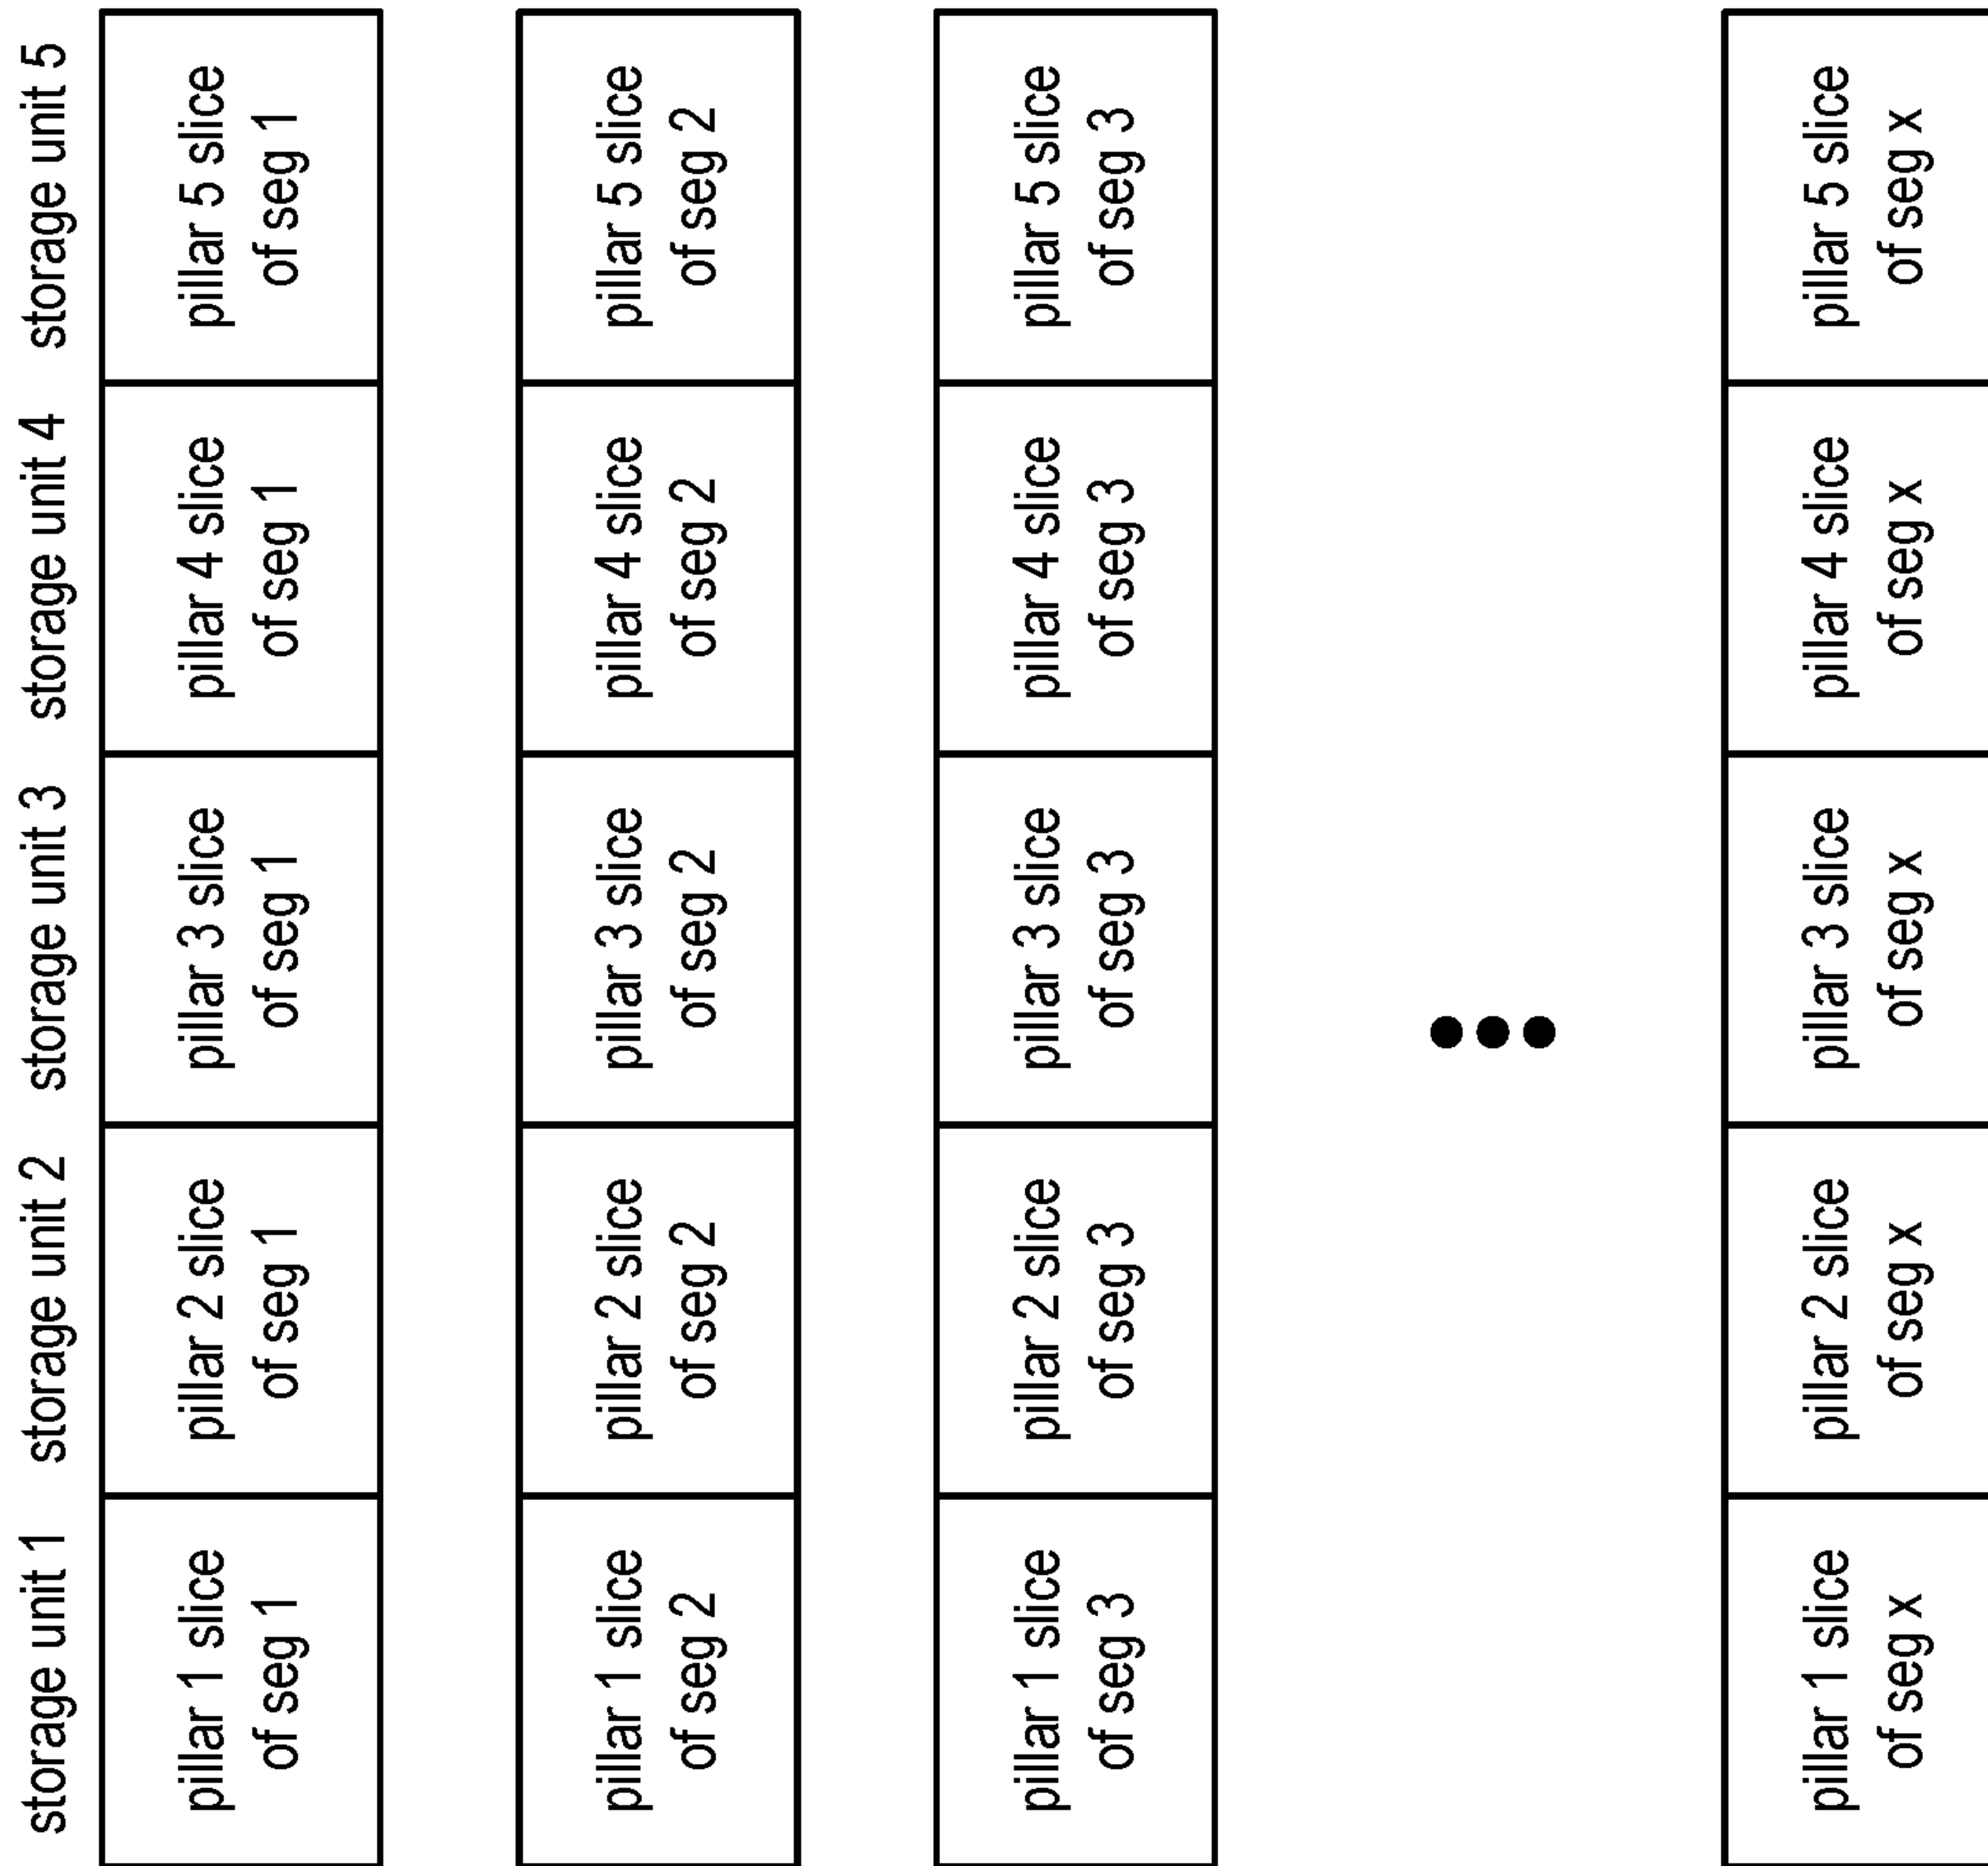 storage unit 1 storage unit 2 storage unit 3 storage unit 4 storage unit 5
pillar 1 slice
of seg 1
pillar 2 slice
of seg 1
pillar 3 slice
of seg 1
pillar 4 slice
of seg 1
pillar 5 slice
of seg 1
pillar 1 slice
of seg 2
pillar 2 slice
of seg 2
pillar 3 slice
of seg 2
pillar 4 slice
of seg 2
pillar 5 slice
of seg 2
pillar 1 slice
of seg 3
pillar 2 slice
of seg 3
pillar 3 slice
of seg 3
pillar 4 slice
of seg 3
pillar 5 slice
of seg 3
pillar 1 slice
of seg x
pillar 2 slice
of seg x
pillar 3 slice
of seg x
pillar 4 slice
of seg x
pillar 5 slice
of seg x